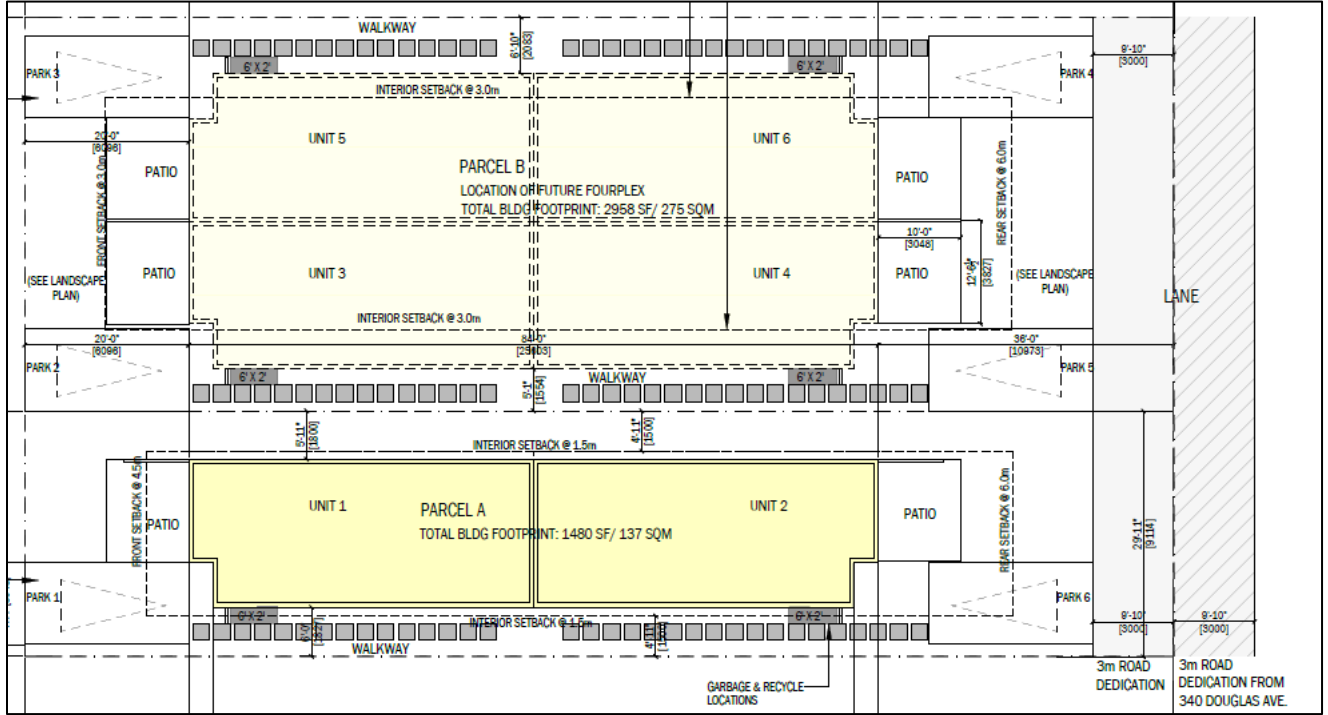 WALKWAY
6'-10"
[2083]
9'-10"
[3000]
PARK 3
6' X 2'
6' X 2'
PARK 4
INTERIOR SETBACK @ 3.0m
20'-0"
[6096]
UNIT 5
UNIT 6
PATIO
PARCEL B
LOCATION OF FUTURE FOURPLEX
TOTAL BLDG FOOTPRINT: 2958 SF/ 275 SQM
PATIO
FRONT SETBACK @ 3.0m
REAR SETBACK @ 6.0m
10'-0"
[3048]
12'-6½"
[3827]
(SEE LANDSCAPE
PLAN)
PATIO
UNIT 3
UNIT 4
PATIO
(SEE LANDSCAPE
PLAN)
LANE
INTERIOR SETBACK @ 3.0m
20'-0"
[6096]
84'-0"
[25603]
36'-0"
[10973]
PARK 2
6' X 2'
5'-1"
[1554]
WALKWAY
6' X 2'
PARK 5
5'-11"
[1800]
4'-11"
[1500]
INTERIOR SETBACK @ 1.5m
FRONT SETBACK @ 4.5m
REAR SETBACK @ 6.0m
UNIT 1
PARCEL A
UNIT 2
PATIO
TOTAL BLDG FOOTPRINT: 1480 SF/ 137 SQM
PATIO
29'-11"
[9114]
PARK 1
6' X 2'
6'-0"
[1827]
INTERIOR SETBACK @ 1.5m
4'-11"
[1500]
6' X 2'
PARK 6
9'-10"
[3000]
9'-10"
[3000]
WALKWAY
GARBAGE & RECYCLE
LOCATIONS
3m ROAD
DEDICATION
3m ROAD
DEDICATION FROM
340 DOUGLAS AVE.